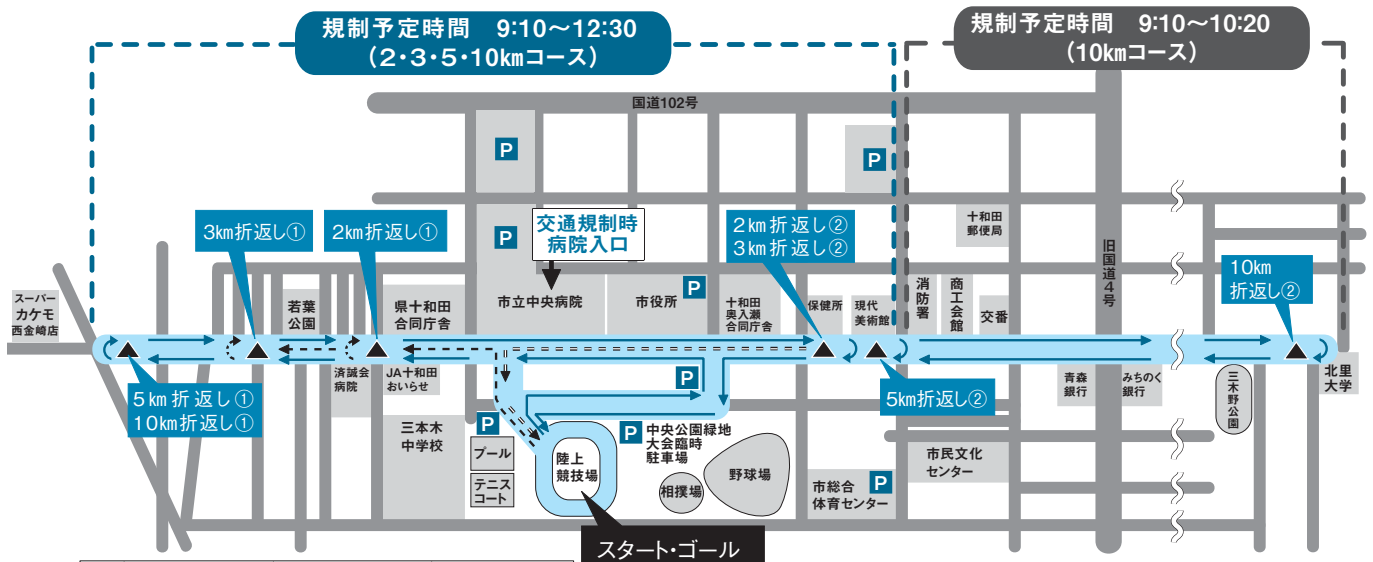 規制予定時間 9:10～12:30
(2・3・5・10kmコース)
規制予定時間 9:10～10:20
(10kmコース)
国道102号
P
P
P
交通規制時
病院入口
3km折返し①
2km折返し①
2km折返し②
3km折返し②
十和田
郵便局
旧国道4号
10km
折返し②
スーパー
カケモ
西金崎店
若葉
公園
県十和田
合同庁舎
市立中央病院
市役所
P
十和田
奥入瀬
合同庁舎
保健所
現代
美術館
消防署
商工会館
交番
5km折返し①
10km折返し①
済誠会
病院
JA十和田
おいらせ
P
5km折返し②
青森
銀行
みちのく
銀行
三木野公園
北里
大学
三本木
中学校
P
プール
テニス
コート
陸上
競技場
P
中央公園緑地
大会臨時
駐車場
相撲場
野球場
市総合
体育センター
P
市民文化
センター
スタート・ゴール